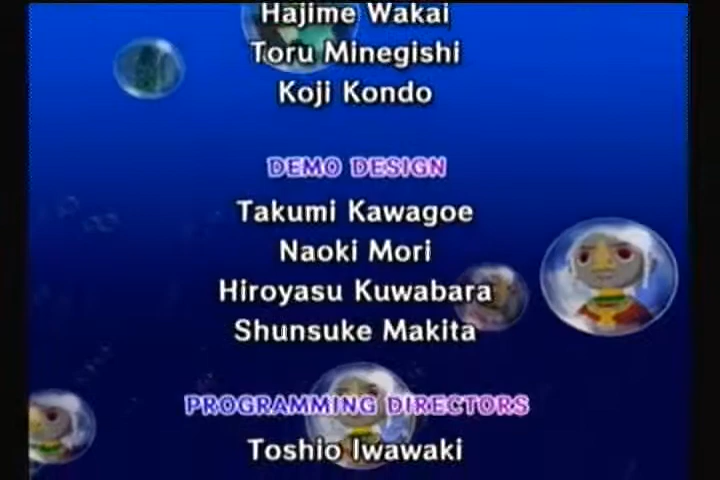 Hajime Wakai
Toru Minegishi
Koji Kondo
DEMO DESIGN
Takumi Kawagoe
Naoki Mori
Hiroyasu Kuwabara
Shunsuke Makita
PROGRAMMING DIRECTORS
Toshio Iwawaki